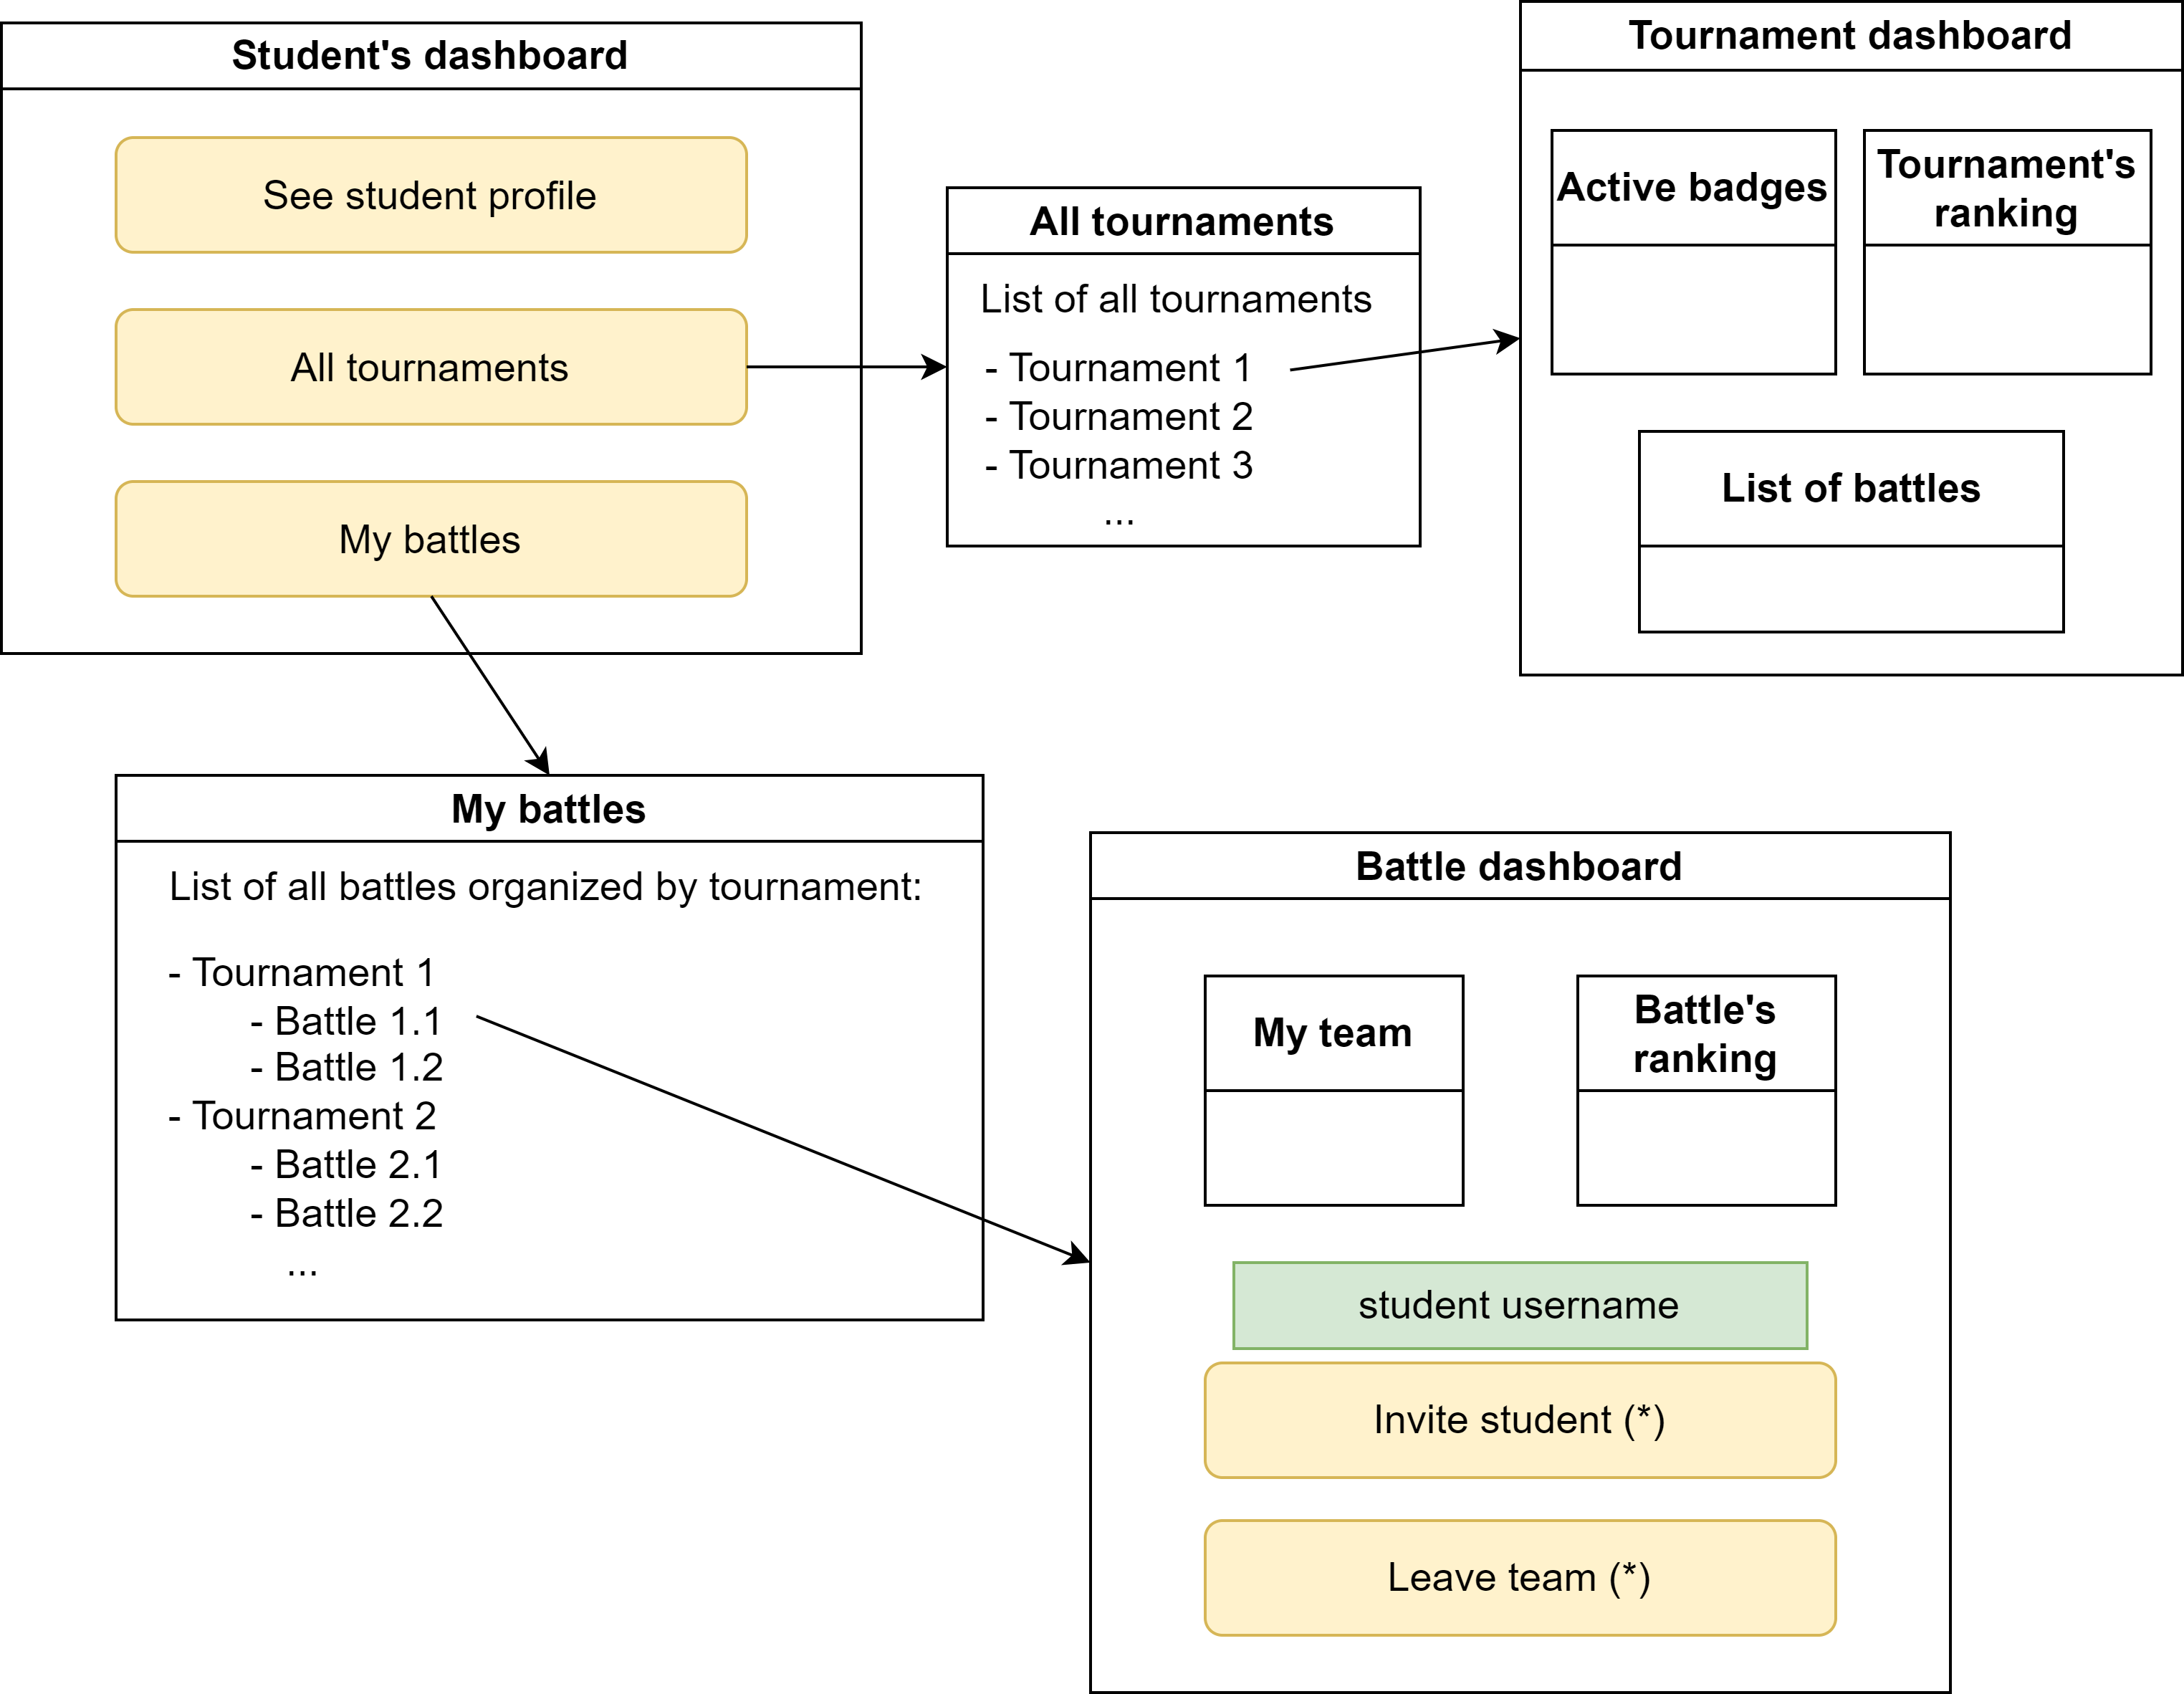 Student's dashboard
See student profile
All tournaments
My battles
All tournaments
List of all tournaments
- Tournament 1
- Tournament 2
- Tournament 3
...
Tournament dashboard
Active badges
Tournament's
ranking
List of battles
My battles
List of all battles organized by tournament:
- Tournament 1
- Battle 1.1
- Battle 1.2
- Tournament 2
- Battle 2.1
- Battle 2.2
...
Battle dashboard
My team
Battle's
ranking
student username
Invite student (*)
Leave team (*)